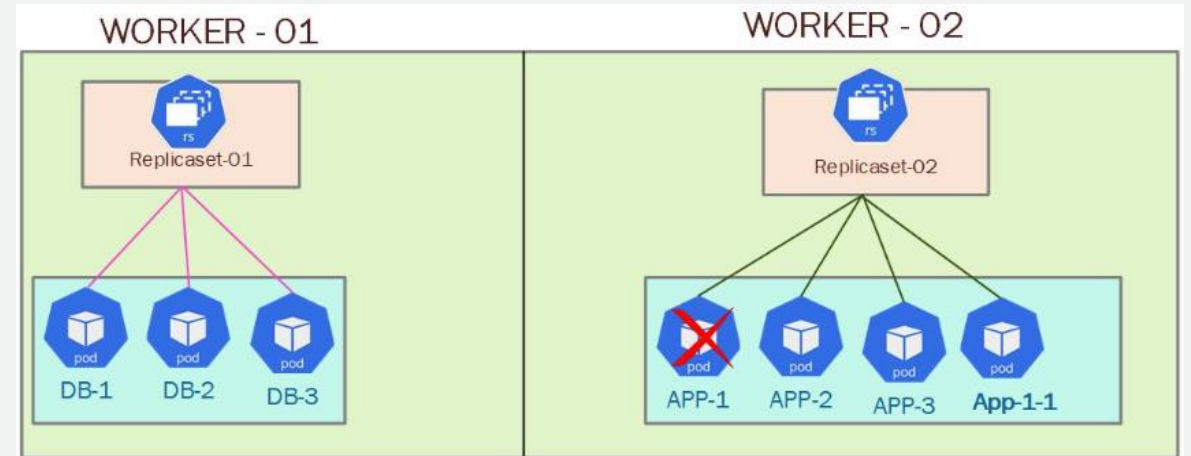 WORKER - 01
WORKER - 02
rs
Replicaset-01
rs
Replicaset-02
pod
pod
pod
DB-1
DB-2
DB-3
pod
pod
pod
pod
APP-1
APP-2
APP-3
App-1-1